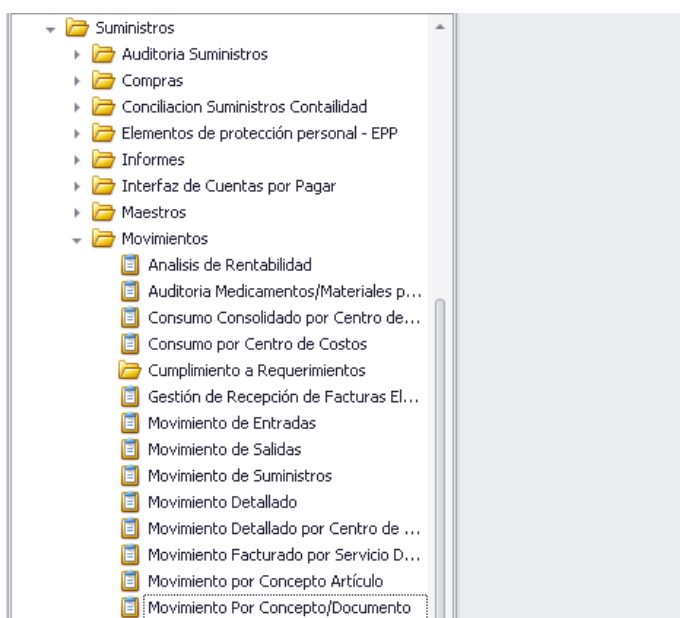 Suministros
Auditoria Suministros
Compras
Conciliacion Suministros Contailidad
Elementos de protección personal - EPP
Informes
Interfaz de Cuentas por Pagar
Maestros
Movimientos
Analisis de Rentabilidad
Auditoria Medicamentos/Materiales p...
Consumo Consolidado por Centro de...
Consumo por Centro de Costos
Cumplimiento a Requerimientos
Gestión de Recepción de Facturas El...
Movimiento de Entradas
Movimiento de Salidas
Movimiento de Suministros
Movimiento Detallado
Movimiento Detallado por Centro de ...
Movimiento Facturado por Servicio D...
Movimiento por Concepto Artículo
Movimiento Por Concepto/Documento